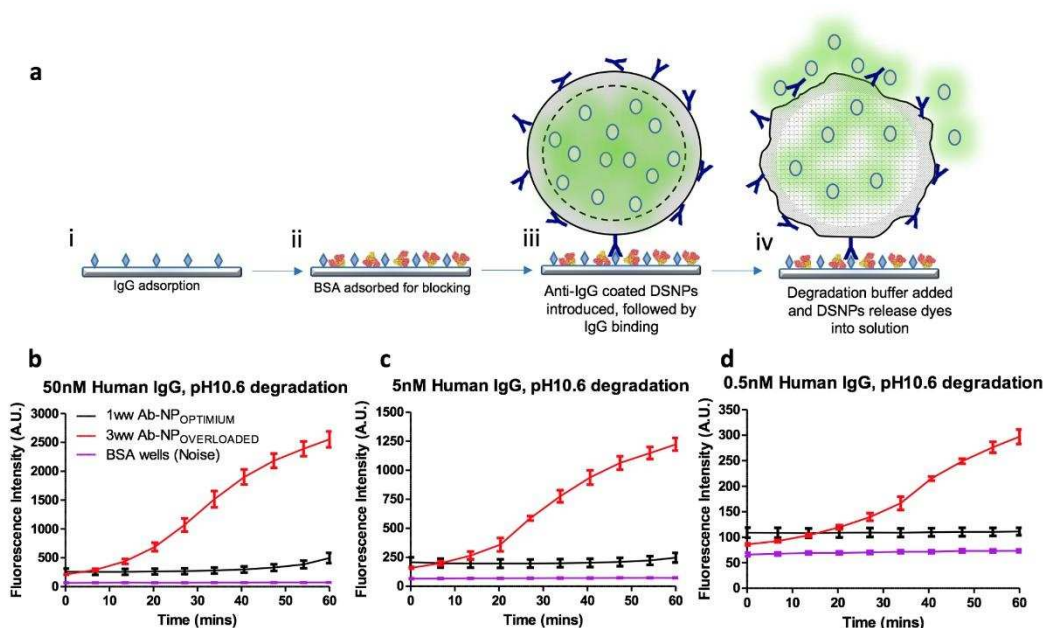 a
i
ii
iii
iv
IgG adsorption
BSA adsorbed for blocking
Anti-IgG coated DSNPs
introduced, followed by
IgG binding
Degradation buffer added
and DSNPs release dyes
into solution
b
50nM Human IgG, pH10.6 degradation
Fluorescence Intensity (A.U.)
3000
2500
2000
1500
1000
500
0
1ww Ab-NPOPTIMIUM
3ww Ab-NPOVERLOADED
BSA wells (Noise)
0 10 20 30 40 50 60
Time (mins)
c
5nM Human IgG, pH10.6 degradation
Fluorescence Intensity (A.U.)
1500
1250
1000
750
500
250
0
0 10 20 30 40 50 60
Time (mins)
d
0.5nM Human IgG, pH10.6 degradation
Fluorescence Intensity (A.U.)
350
300
250
200
150
100
50
0
0 10 20 30 40 50 60
Time (mins)